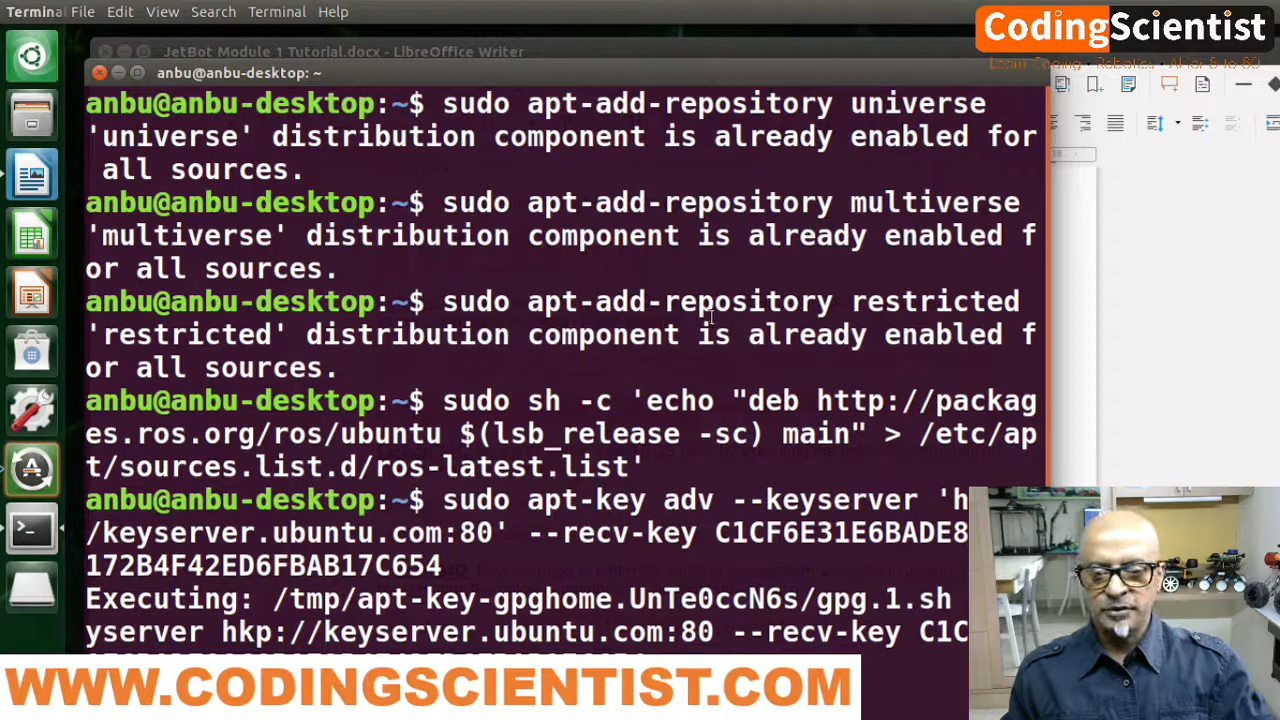 Terminal File Edit View Search Terminal Help
CodingScientist
JetBot Module 1 Tutorial.docx - LibreOffice Writer
anbu@anbu-desktop: ~
anbu@anbu-desktop:~$ sudo apt-add-repository universe
'universe' distribution component is already enabled for
all sources.
anbu@anbu-desktop:~$ sudo apt-add-repository multiverse
'multiverse' distribution component is already enabled f
or all sources.
anbu@anbu-desktop:~$ sudo apt-add-repository restricted
'restricted' distribution component is already enabled f
or all sources.
anbu@anbu-desktop:~$ sudo sh -c 'echo "deb http://packag
es.ros.org/ros/ubuntu $(lsb_release -sc) main" > /etc/ap
t/sources.list.d/ros-latest.list'
anbu@anbu-desktop:~$ sudo apt-key adv --keyserver 'h
/keyserver.ubuntu.com:80' --recv-key C1CF6E31E6BADE8
172B4F42ED6FBAB17C654
Executing: /tmp/apt-key-gpghome.UnTe0ccN6s/gpg.1.sh
yserver hkp://keyserver.ubuntu.com:80 --recv-key C1C
WWW.CODINGSCIENTIST.COM